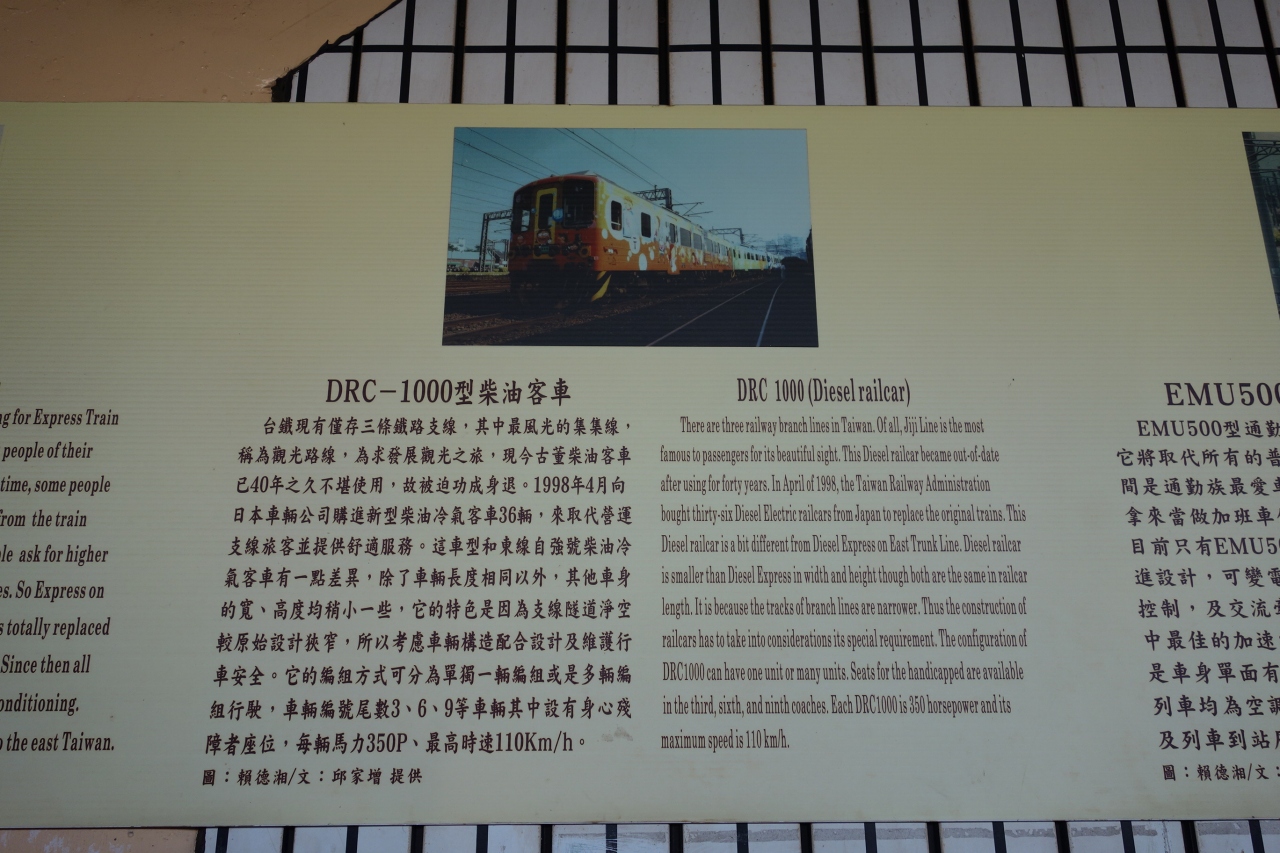 ng for Express Train
people of their
time, some people
from the train
ask for higher
So Express on
totally replaced
Since then all
onditioning.
the east Taiwan.
DRC-1000型柴油客車
台鐵現有僅存三條鐵路支線，其中最風光的集集線，
稱為觀光路線，為求發展觀光之旅，現今古董柴油客車
已40年之久不堪使用，故被迫功成身退。1998年4月向
日本車輛公司購進新型柴油冷氣客車36輛，來取代營運
支線旅客並提供舒適服務。這車型和東線自強號柴油冷
氣客車有一點差異，除了車輛長度相同以外，其他車身
的寬、高度均稍小一些，它的特色是因為支線隧道淨空
較原始設計狹窄，所以考慮車輛構造配合設計及維護行
車安全。它的編組方式可分為單獨一輛編組或是多輛編
組行駛，車輛編號尾數3、6、9等車輛其中設有身心殘
障者座位，每輛馬力350P、最高時速110Km/h。
圖：賴德湘/文：邱家增 提供
DRC 1000 (Diesel railcar)
There are three railway branch lines in Taiwan. Of all, Jiji Line is the most
famous to passengers for its beautiful sight. This Diesel railcar became out-of-date
after using for forty years. In April of 1998, the Taiwan Railway Administration
bought thirty-six Diesel Electric railcars from Japan to replace the original trains. This
Diesel railcar is a bit different from Diesel Express on East Trunk Line. Diesel railcar
is smaller than Diesel Express in width and height though both are the same in railcar
length. It is because the tracks of branch lines are narrower. Thus the construction of
railcars has to take into considerations its special requirement. The configuration of
DRC1000 can have one unit or many units. Seats for the handicapped are available
in the third, sixth, and ninth coaches. Each DRC1000 is 350 horsepower and its
maximum speed is 110 km/h.
EMU500
EMU500型通勤
它將取代所有的普
間是通勤族最愛車
拿來當做加班車
目前只有EMU5
進設計，可變電
控制，及交流
中最佳的加速
是車身單面有
列車均為空調
及列車到站
圖：賴德湘/文：